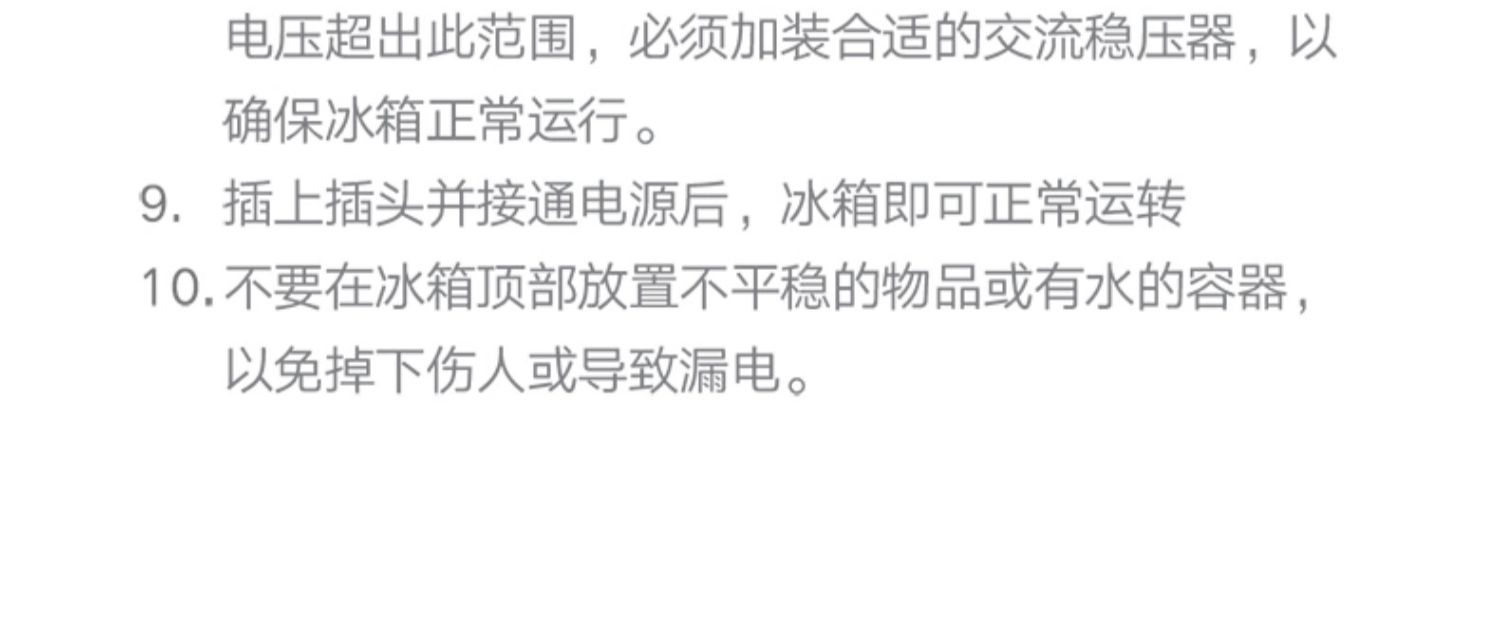 电压超出此范围，必须加装合适的交流稳压器，以
确保冰箱正常运行。
9. 插上插头并接通电源后，冰箱即可正常运转
10.不要在冰箱顶部放置不平稳的物品或有水的容器，
以免掉下伤人或导致漏电。